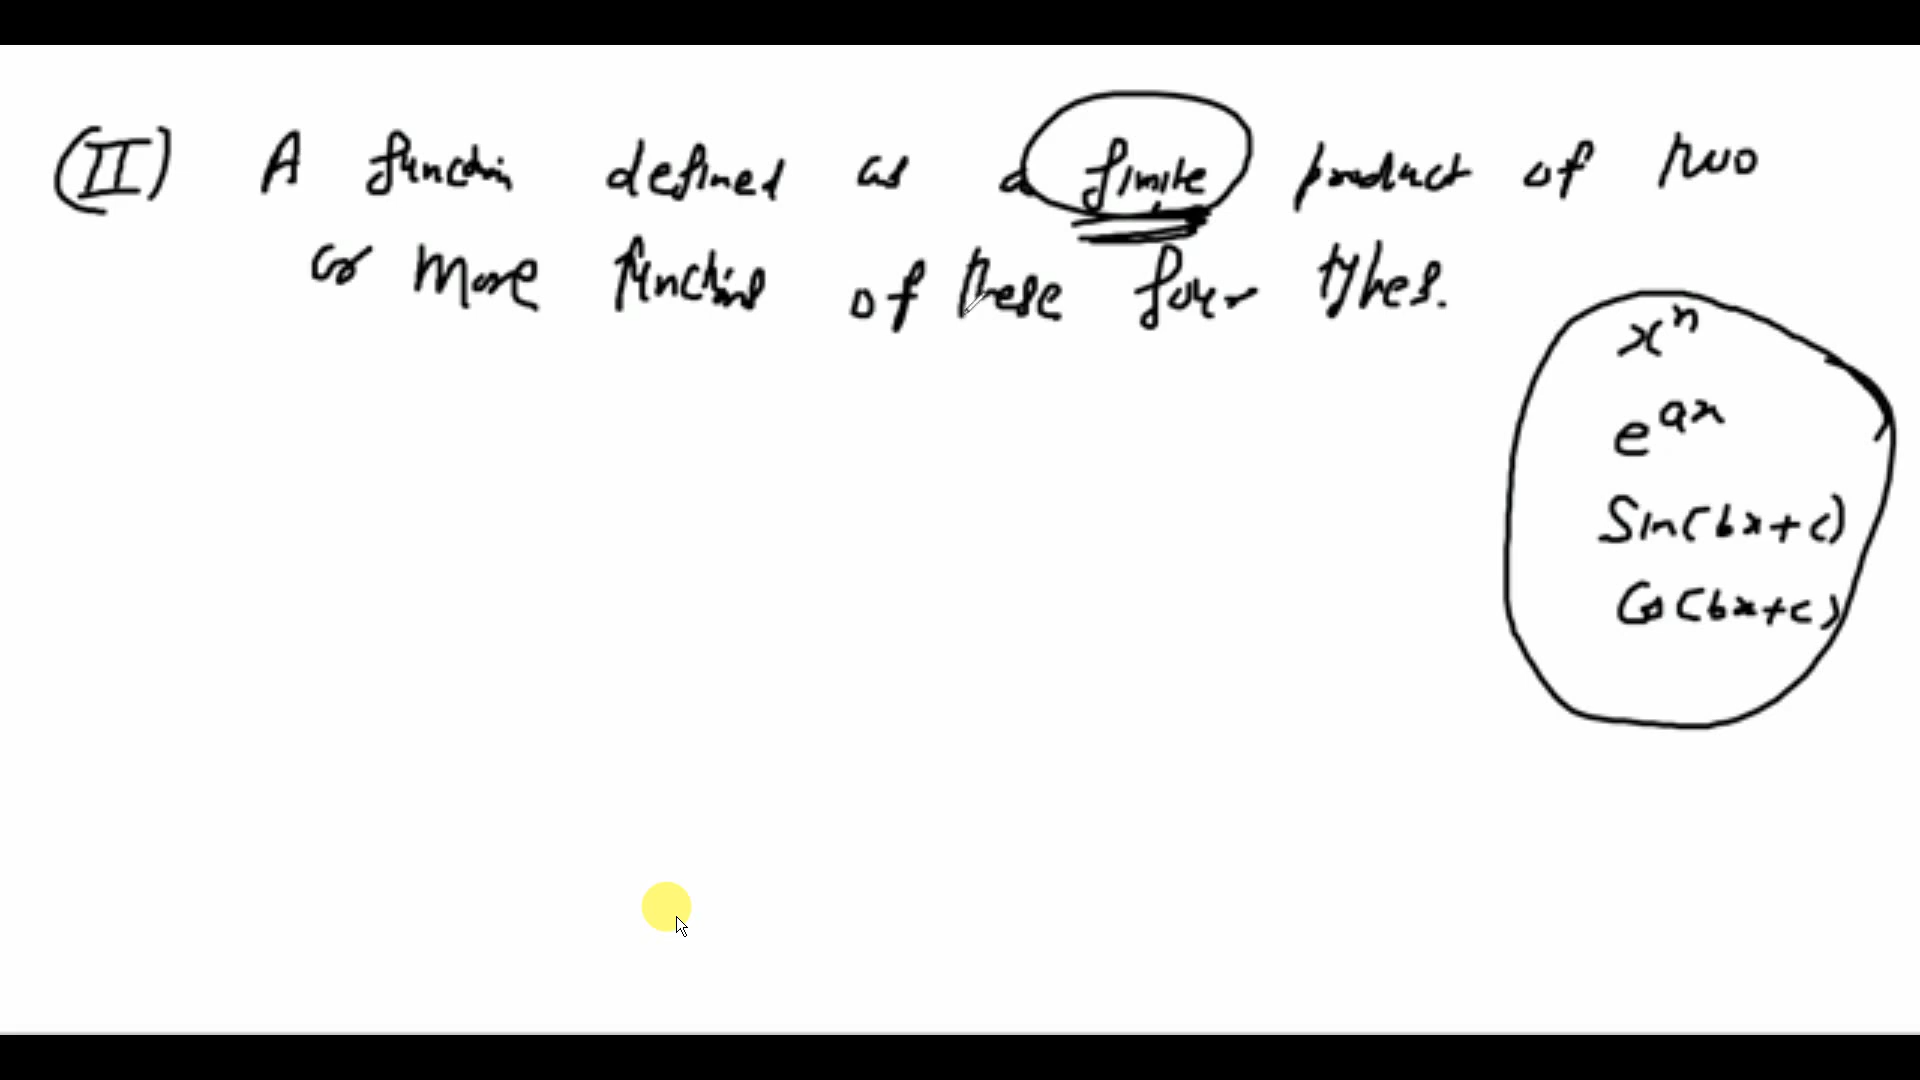 (II) A function defined as a finite product of two
or more functions of these four types.
xⁿ
e^ax
Sin(bx+c)
Cos(bx+c)